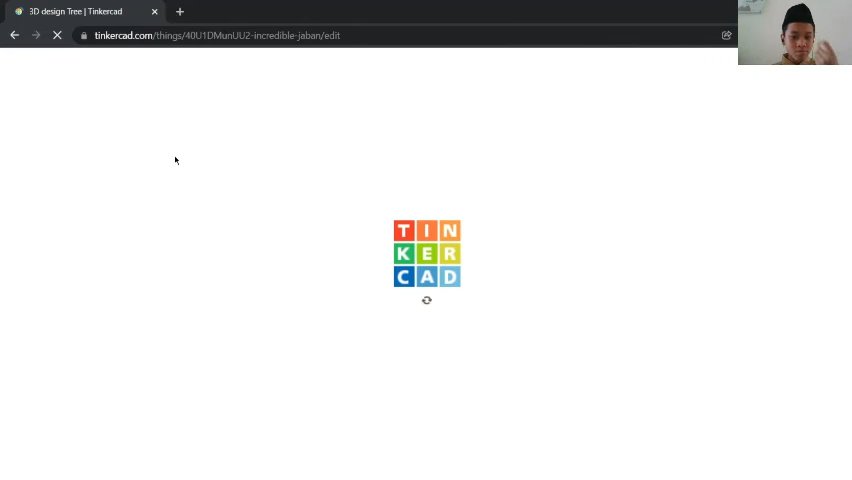 3D design Tree | Tinkercad
tinkercad.com/things/40U1DMunUU2-incredible-jaban/edit
TIN
KER
CAD